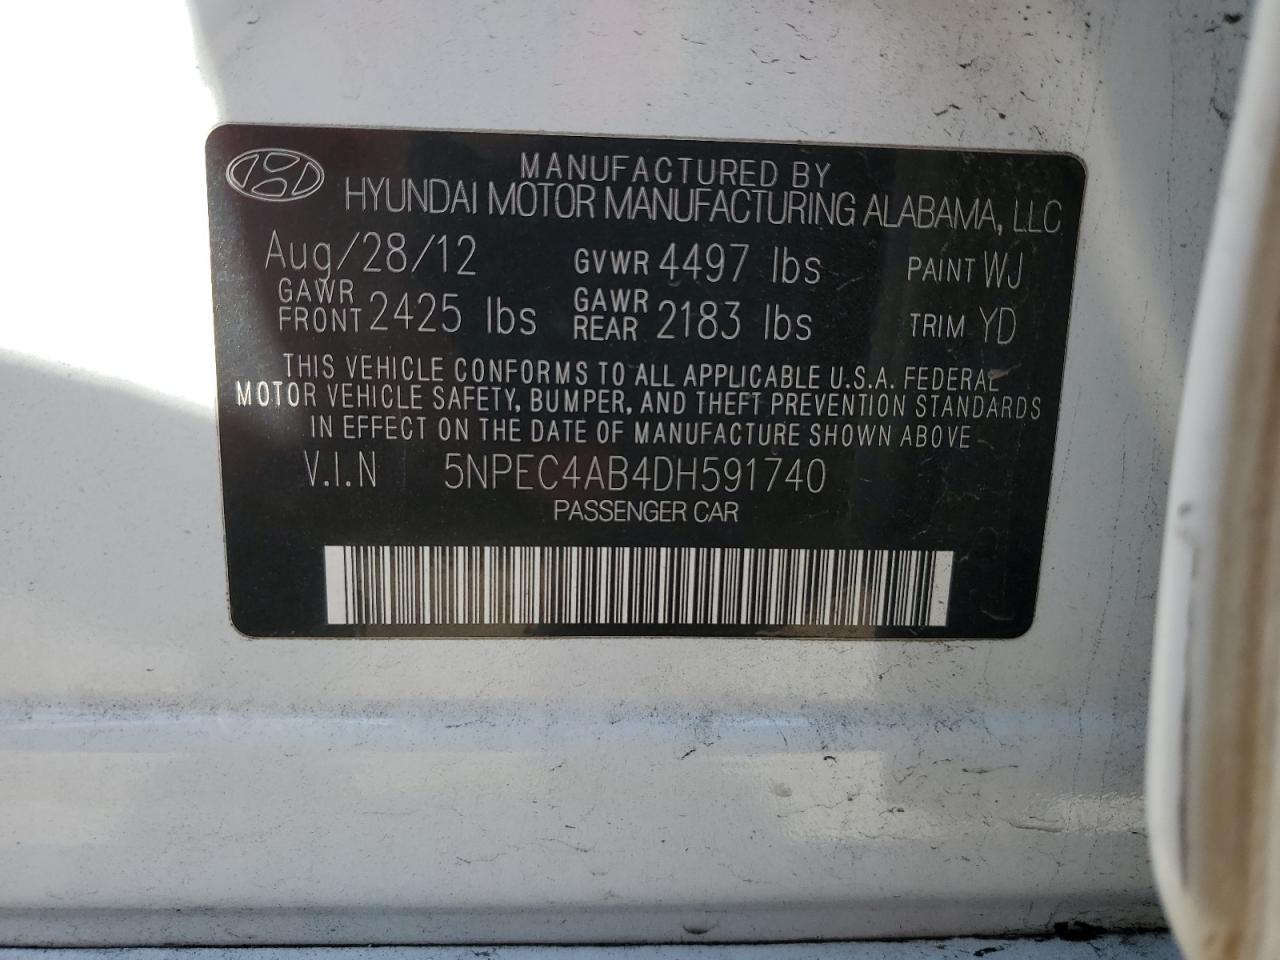 MANUFACTURED BY
HYUNDAI MOTOR MANUFACTURING ALABAMA, LLC
Aug/28/12 GVWR 4497 lbs PAINT WJ
GAWR FRONT 2425 lbs GAWR REAR 2183 lbs TRIM YD
THIS VEHICLE CONFORMS TO ALL APPLICABLE U.S.A. FEDERAL
MOTOR VEHICLE SAFETY, BUMPER, AND THEFT PREVENTION STANDARDS
IN EFFECT ON THE DATE OF MANUFACTURE SHOWN ABOVE
V.I.N 5NPEC4AB4DH591740
PASSENGER CAR